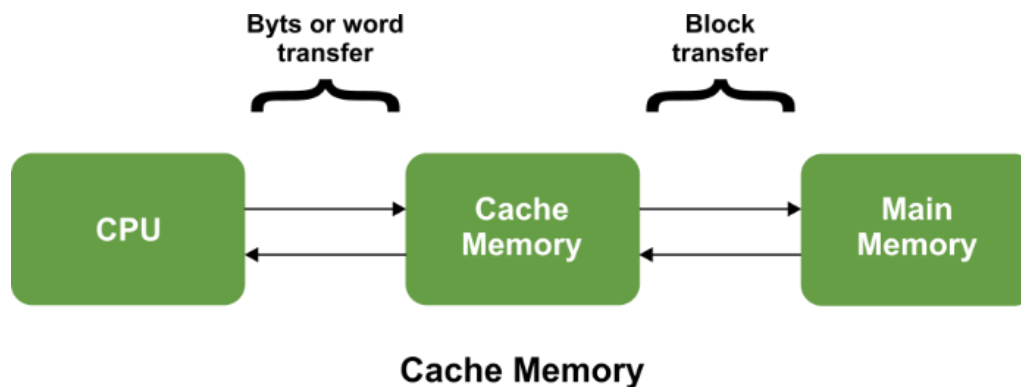 Byts or word
transfer
Block
transfer
CPU
Cache
Memory
Main
Memory
Cache Memory